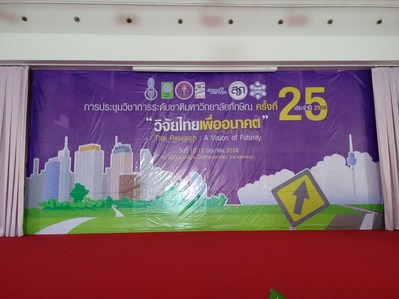 การประชุมวิชาการระดับชาติมหาวิทยาลัยทักษิณ ครั้งที่ 25
ประจำปี 2558
"วิจัยไทยเพื่ออนาคต"
Thai Research : A Vision of Futurity
2558